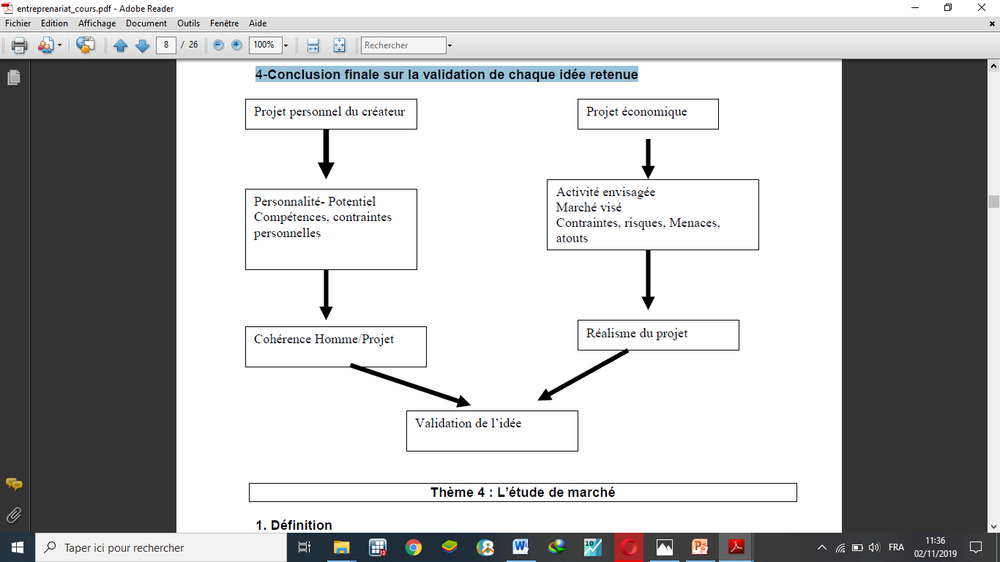 entreprenariat_cours.pdf - Adobe Reader
Fichier Edition Affichage Document Outils Fenêtre Aide
8 / 26 100% Rechercher
4-Conclusion finale sur la validation de chaque idée retenue
Projet personnel du créateur
Projet économique
Personnalité- Potentiel
Compétences, contraintes
personnelles
Activité envisagée
Marché visé
Contraintes, risques, Menaces,
atouts
Cohérence Homme/Projet
Réalisme du projet
Validation de l’idée
Thème 4 : L’étude de marché
1. Définition
Taper ici pour rechercher
FRA
11:36
02/11/2019